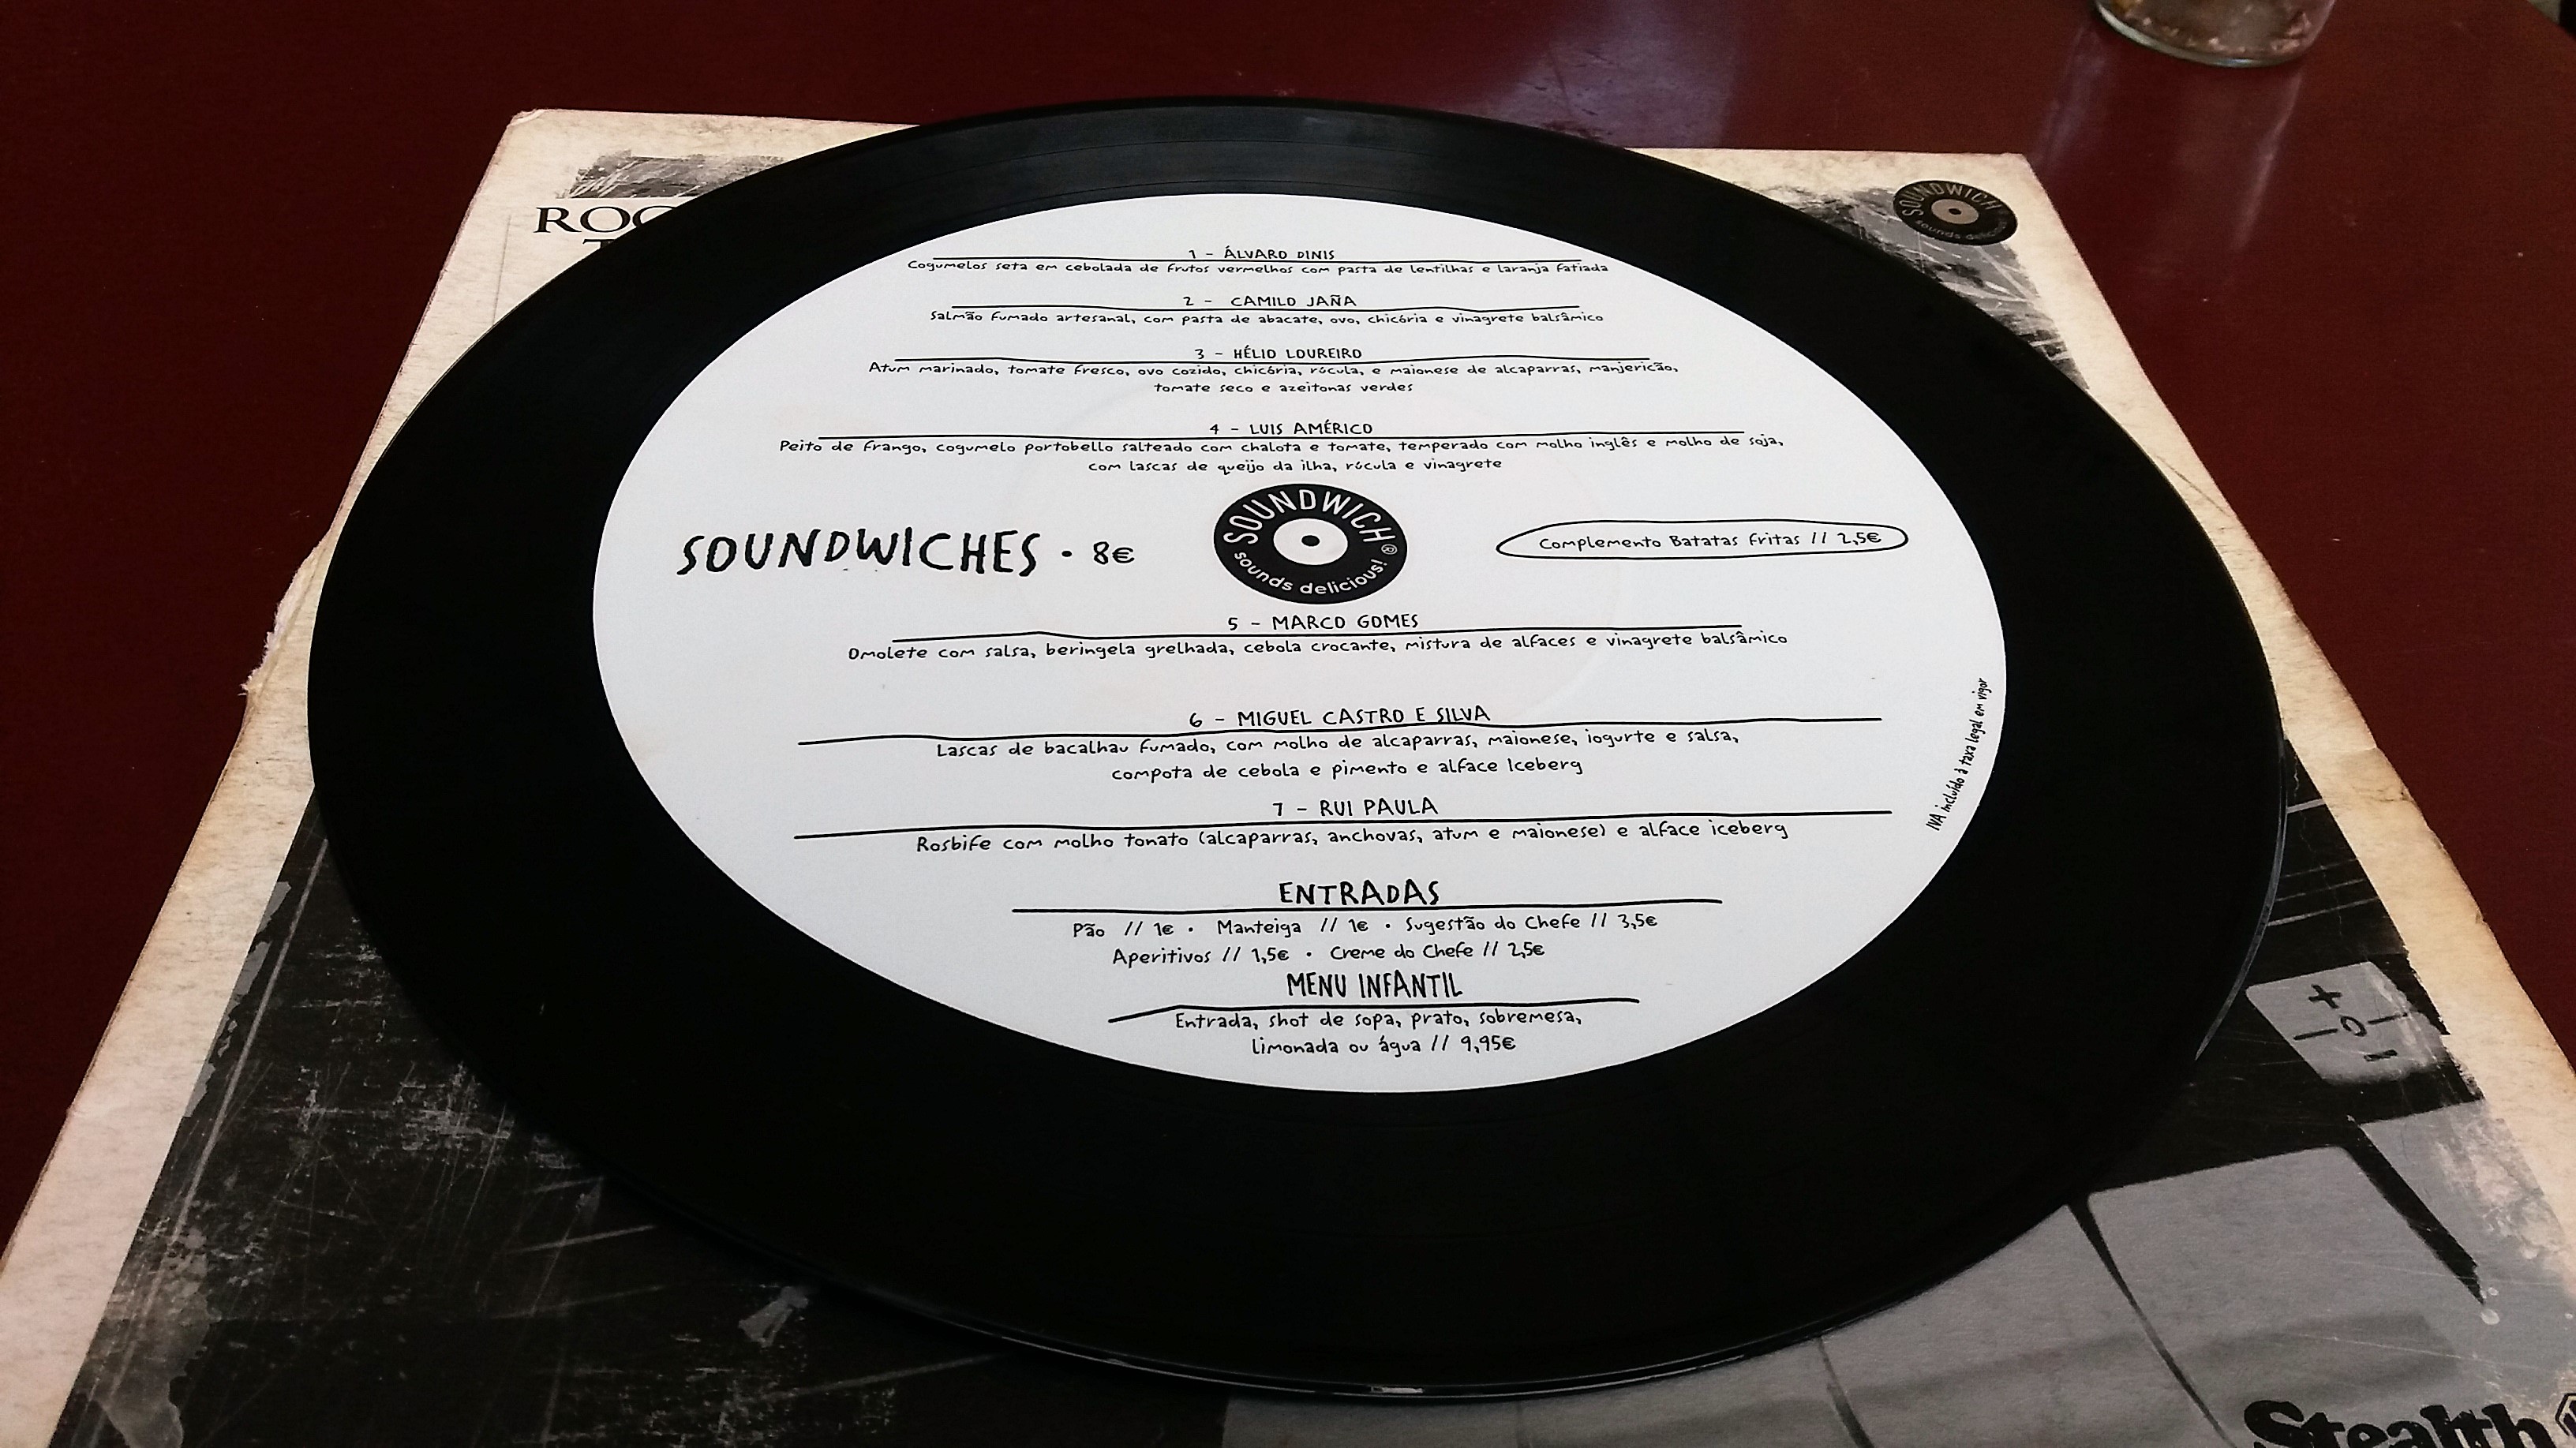 SOUNDWICH
sounds delicious!
1 - ÁLVARO DINIS
Cogumelos seta em cebolada de frutos vermelhos com pasta de lentilhas e laranja fatiada
2 - CAMILO JAÑA
Salmão fumado artesanal, com pasta de abacate, ovo, chicória e vinagrete balsâmico
3 - HÉLIO LOUREIRO
Atum marinado, tomate fresco, ovo cozido, chicória, rúcula, e maionese de alcaparras, manjericão,
tomate seco e azeitonas verdes
4 - LUIS AMÉRICO
Peito de frango, cogumelo portobello salteado com chalota e tomate, temperado com molho inglês e molho de soja,
com lascas de queijo da ilha, rúcula e vinagrete
SOUNDWICHES • 8€
SOUNDWICH®
sounds delicious!
Complemento Batatas Fritas // 2,5€
5 - MARCO GOMES
Omolete com salsa, beringela grelhada, cebola crocante, mistura de alfaces e vinagrete balsâmico
6 - MIGUEL CASTRO E SILVA
Lascas de bacalhau fumado, com molho de alcaparras, maionese, iogurte e salsa,
compota de cebola e pimento e alface Iceberg
7 - RUI PAULA
Rosbife com molho tonato (alcaparras, anchovas, atum e maionese) e alface iceberg
IVA incluído à taxa legal em vigor
ENTRADAS
Pão // 1€ • Manteiga // 1€ • Sugestão do Chefe // 3,5€
Aperitivos // 1,5€ • Creme do Chefe // 2,5€
MENU INFANTIL
Entrada, shot de sopa, prato, sobremesa,
limonada ou água // 9,95€
Stealth